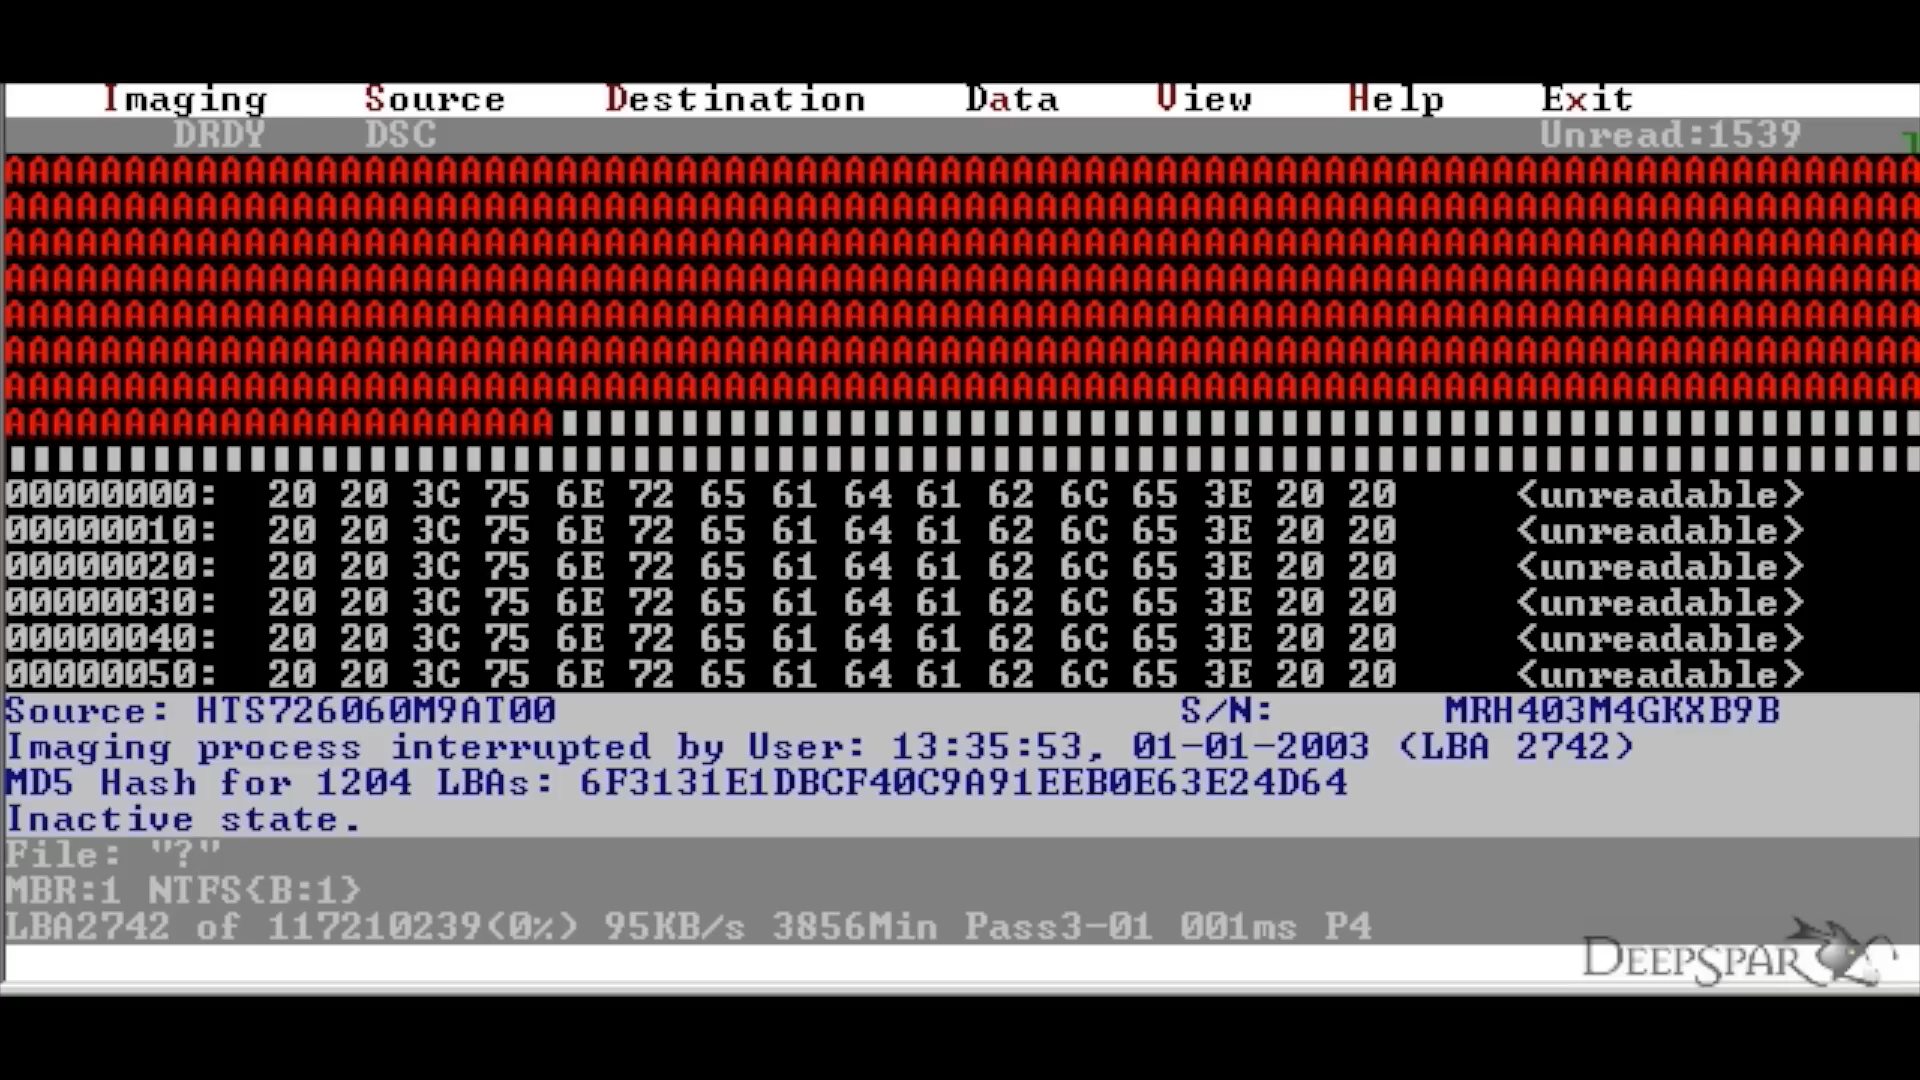 Imaging Source Destination Data View Help Exit
DRDY DSC Unread:1539
AAAAAAAAAAAAAAAAAAAAAAAAAAAAAAAAAAAAAAAAAAAAAAAAAAAAAAAAAAAAAAAAAAAAAAAAAAAAAAAA
AAAAAAAAAAAAAAAAAAAAAAAAAAAAAAAAAAAAAAAAAAAAAAAAAAAAAAAAAAAAAAAAAAAAAAAAAAAAAAAA
AAAAAAAAAAAAAAAAAAAAAAAAAAAAAAAAAAAAAAAAAAAAAAAAAAAAAAAAAAAAAAAAAAAAAAAAAAAAAAAA
AAAAAAAAAAAAAAAAAAAAAAAAAAAAAAAAAAAAAAAAAAAAAAAAAAAAAAAAAAAAAAAAAAAAAAAAAAAAAAAA
AAAAAAAAAAAAAAAAAAAAAAAAAAAAAAAAAAAAAAAAAAAAAAAAAAAAAAAAAAAAAAAAAAAAAAAAAAAAAAAA
AAAAAAAAAAAAAAAAAAAAAAAAAAAAAAAAAAAAAAAAAAAAAAAAAAAAAAAAAAAAAAAAAAAAAAAAAAAAAAAA
AAAAAAAAAAAAAAAAAAAAAAAAAAAAAAAAAAAAAAAAAAAAAAAAAAAAAAAAAAAAAAAAAAAAAAAAAAAAAAAA
AAAAAAAAAAAAAAAAAAAAAAA
00000000: 20 20 3C 75 6E 72 65 61 64 61 62 6C 65 3E 20 20 <unreadable>
00000010: 20 20 3C 75 6E 72 65 61 64 61 62 6C 65 3E 20 20 <unreadable>
00000020: 20 20 3C 75 6E 72 65 61 64 61 62 6C 65 3E 20 20 <unreadable>
00000030: 20 20 3C 75 6E 72 65 61 64 61 62 6C 65 3E 20 20 <unreadable>
00000040: 20 20 3C 75 6E 72 65 61 64 61 62 6C 65 3E 20 20 <unreadable>
00000050: 20 20 3C 75 6E 72 65 61 64 61 62 6C 65 3E 20 20 <unreadable>
Source: HTS726060M9AT00 S/N: MRH403M4GKXB9B
Imaging process interrupted by User: 13:35:53, 01-01-2003 (LBA 2742)
MD5 Hash for 1204 LBAs: 6F3131E1DBCF40C9A91EEB0E63E24D64
Inactive state.
File: "?"
MBR:1 NTFS{B:1}
LBA2742 of 117210239(0%) 95KB/s 3856Min Pass3-01 001ms P4
DEEPSPAR